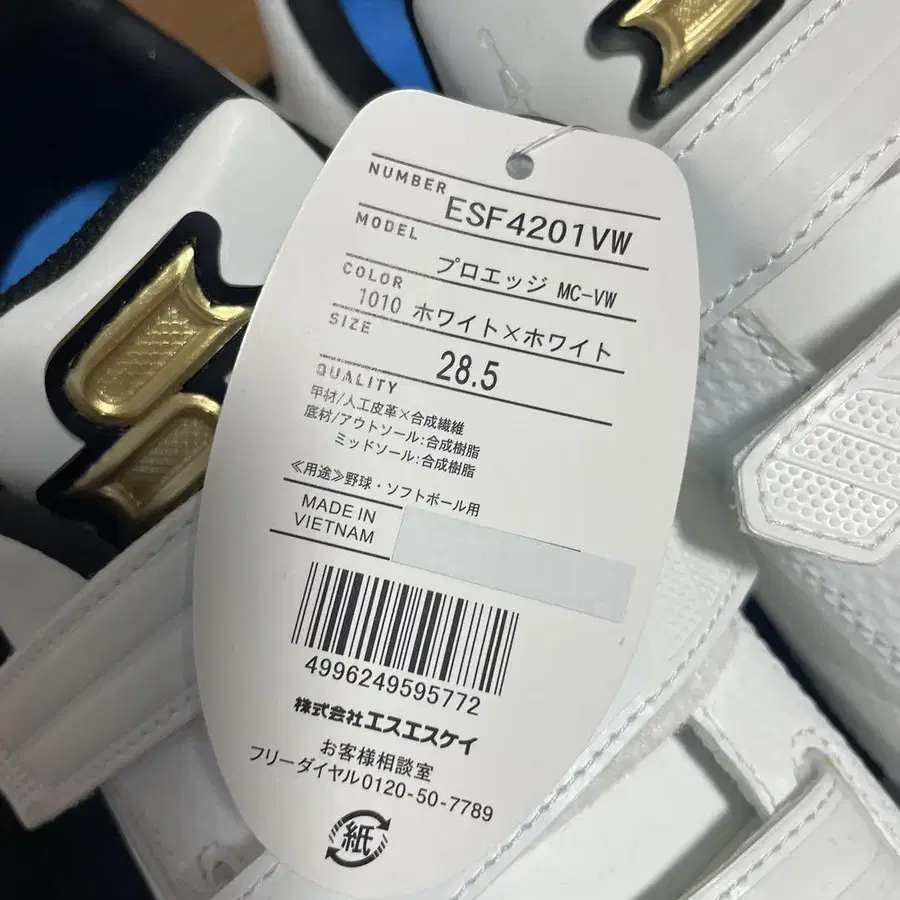 NUMBER
ESF4201VW
MODEL
プロエッジ MC-VW
COLOR
1010 ホワイト×ホワイト
SIZE
28.5
QUALITY
甲材/人工皮革×合成繊維
底材/アウトソール:合成樹脂
ミッドソール:合成樹脂
≪用途≫野球・ソフトボール用
MADE IN
VIETNAM
4996249595772
株式会社エスエスケイ
お客様相談室
フリーダイヤル0120-50-7789
紙